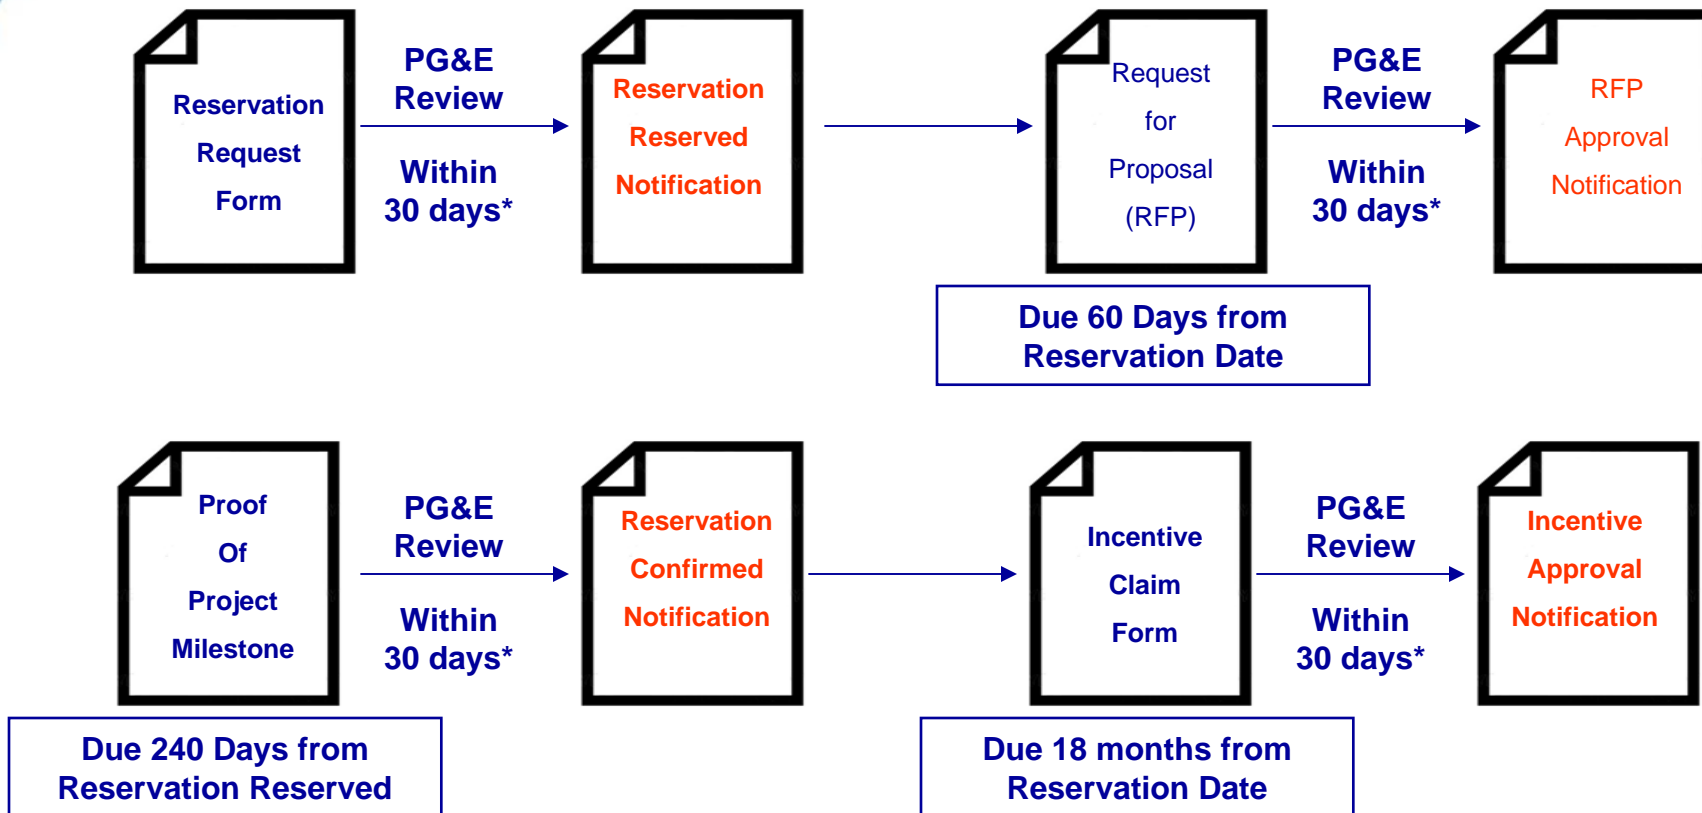 Reservation
Request
Form
PG&E
Review
Within
30 days*
Reservation
Reserved
Notification
Request
for
Proposal
(RFP)
PG&E
Review
Within
30 days*
RFP
Approval
Notification
Due 60 Days from
Reservation Date
Proof
Of
Project
Milestone
PG&E
Review
Within
30 days*
Reservation
Confirmed
Notification
Incentive
Claim
Form
PG&E
Review
Within
30 days*
Incentive
Approval
Notification
Due 240 Days from
Reservation Reserved
Due 18 months from
Reservation Date